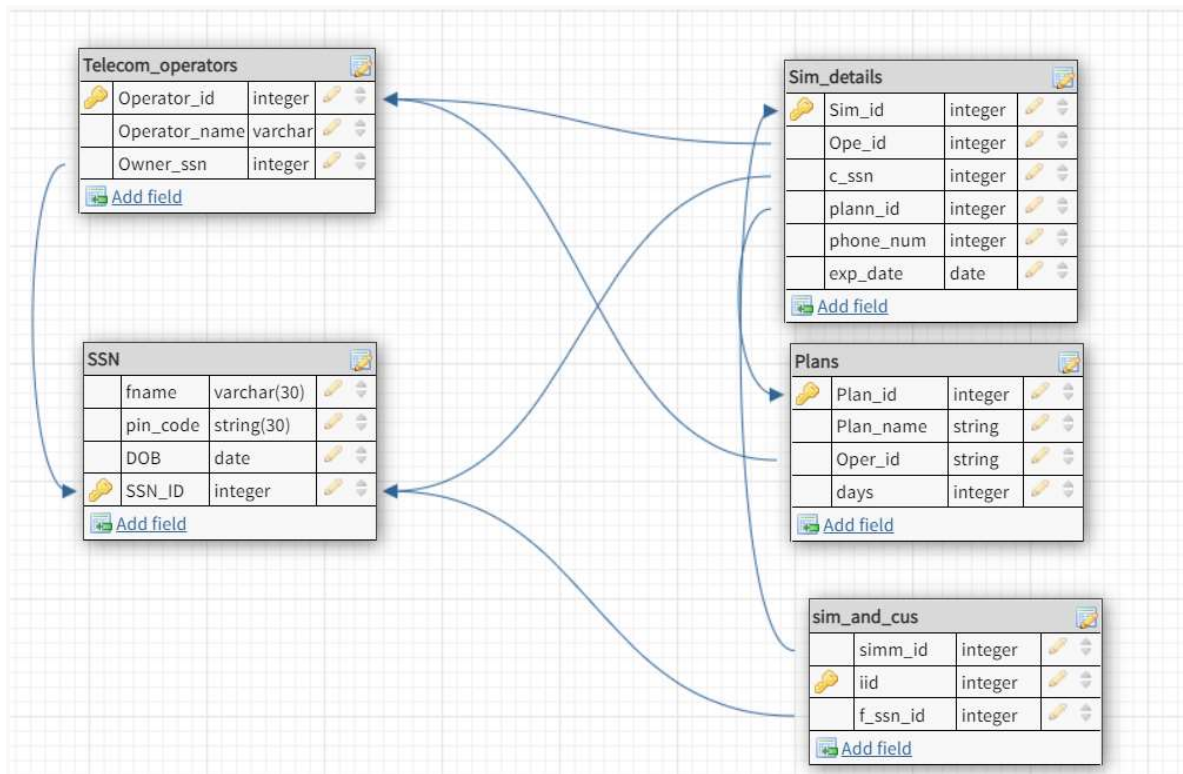 Telecom_operators
Operator_id integer
Operator_name varchar
Owner_ssn integer
Add field
Sim_details
Sim_id integer
Ope_id integer
c_ssn integer
plann_id integer
phone_num integer
exp_date date
Add field
SSN
fname varchar(30)
pin_code string(30)
DOB date
SSN_ID integer
Add field
Plans
Plan_id integer
Plan_name string
Oper_id string
days integer
Add field
sim_and_cus
simm_id integer
iid integer
f_ssn_id integer
Add field